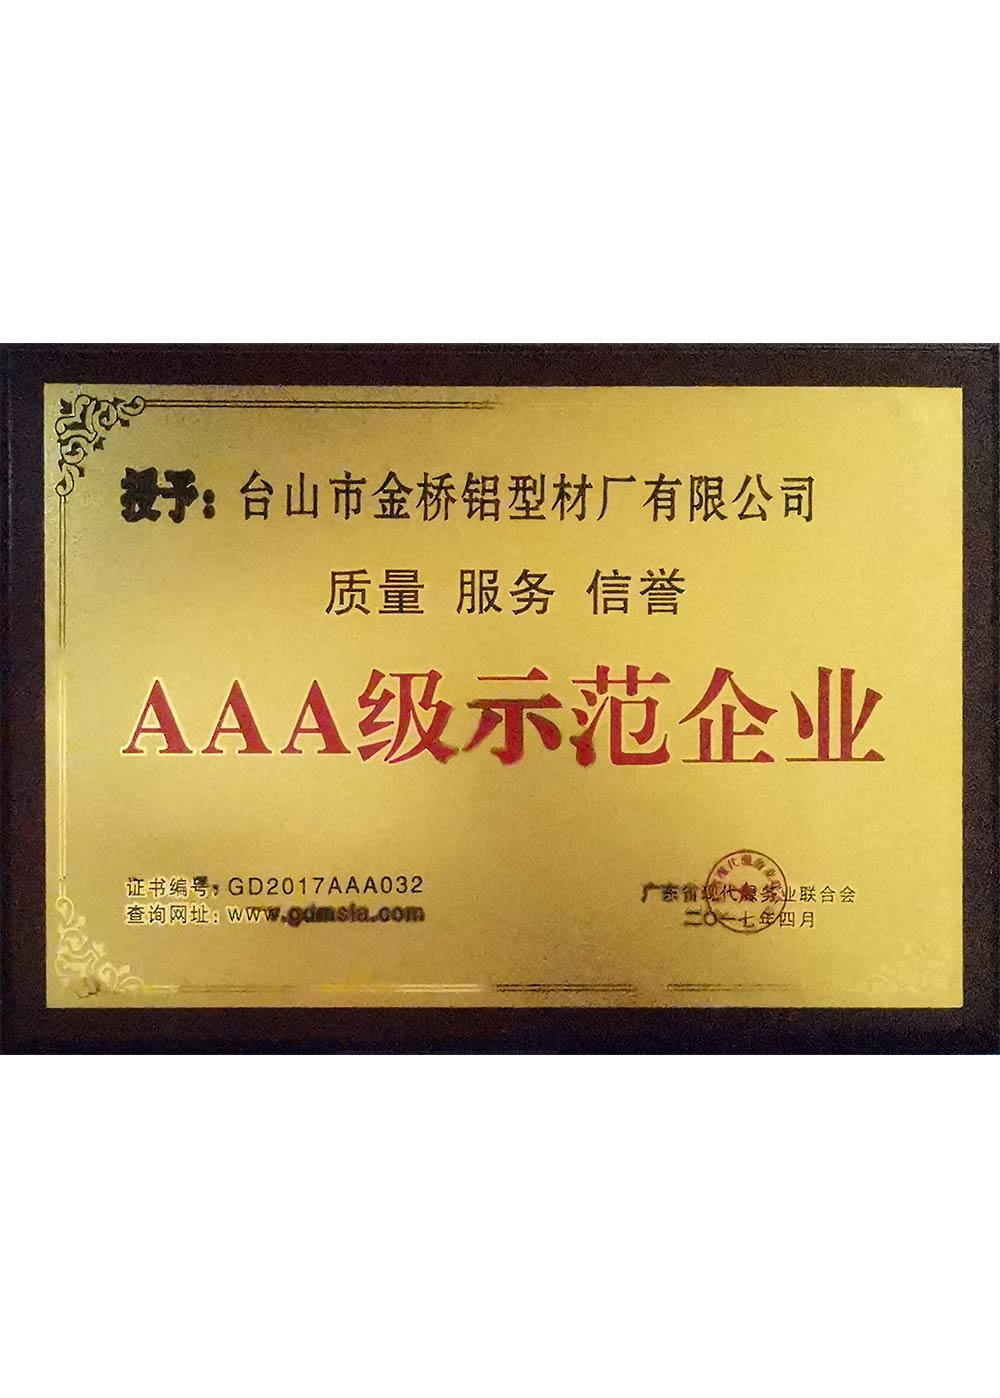 授予：台山市金桥铝型材厂有限公司
质量 服务 信誉
AAA级示范企业
证书编号：GD2017AAA032
查询网址：www.gdmsia.com
广东省现代服务业联合会
二〇一七年四月